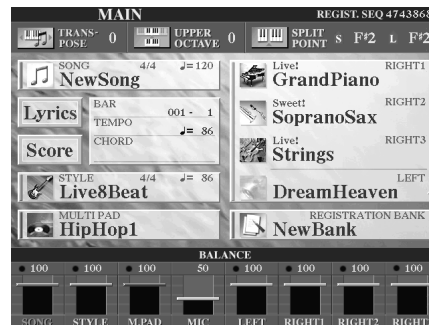 MAIN
REGIST. SEQ 4743868
TRANS-
POSE 0
UPPER
OCTAVE 0
SPLIT
POINT S F#2 L F#2
SONG 4/4 ♩=120
NewSong
Live! RIGHT1
GrandPiano
Lyrics
BAR 001 - 1
TEMPO ♩= 86
CHORD
Score
Sweet! RIGHT2
SopranoSax
Live! RIGHT3
Strings
STYLE 4/4 ♩= 86
Live8Beat
LEFT
DreamHeaven
MULTI PAD
HipHop1
REGISTRATION BANK
NewBank
BALANCE
100 100 100 50 100 100 100 100
SONG STYLE M.PAD MIC LEFT RIGHT1 RIGHT2 RIGHT